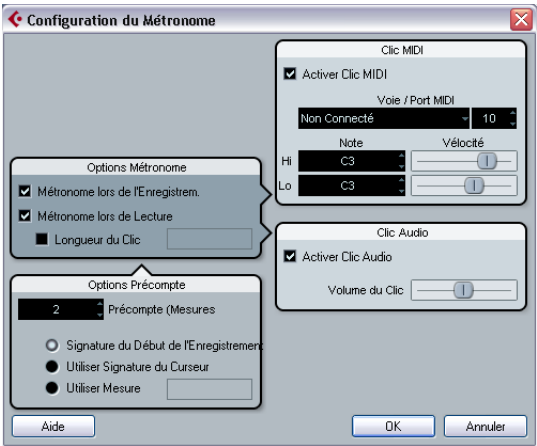 Configuration du Métronome
Clic MIDI
Activer Clic MIDI
Voie / Port MIDI
Non Connecté 10
Note Vélocité
Hi C3
Lo C3
Options Métronome
Métronome lors de l'Enregistrem.
Métronome lors de Lecture
Longueur du Clic
Clic Audio
Activer Clic Audio
Volume du Clic
Options Précompte
2 Précompte (Mesures
Signature du Début de l'Enregistrement
Utiliser Signature du Curseur
Utiliser Mesure
Aide OK Annuler